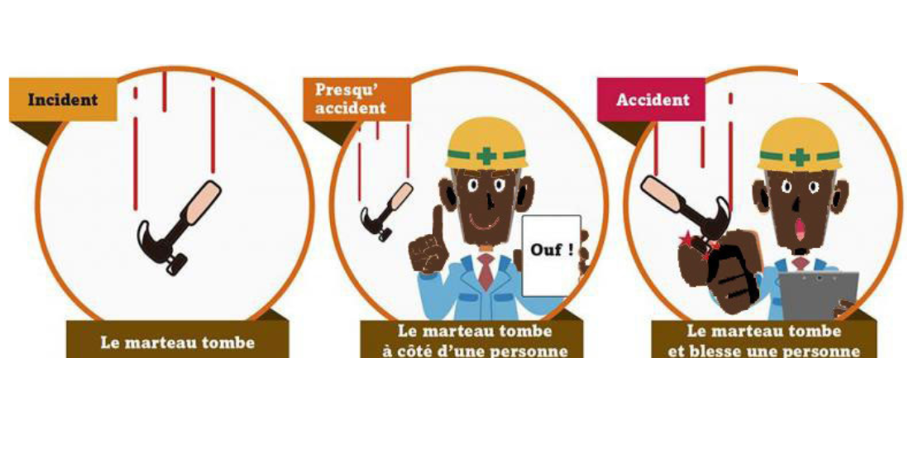 Incident
Le marteau tombe
Presqu'
accident
Ouf !
Le marteau tombe
à côté d'une personne
Accident
Le marteau tombe
et blesse une personne